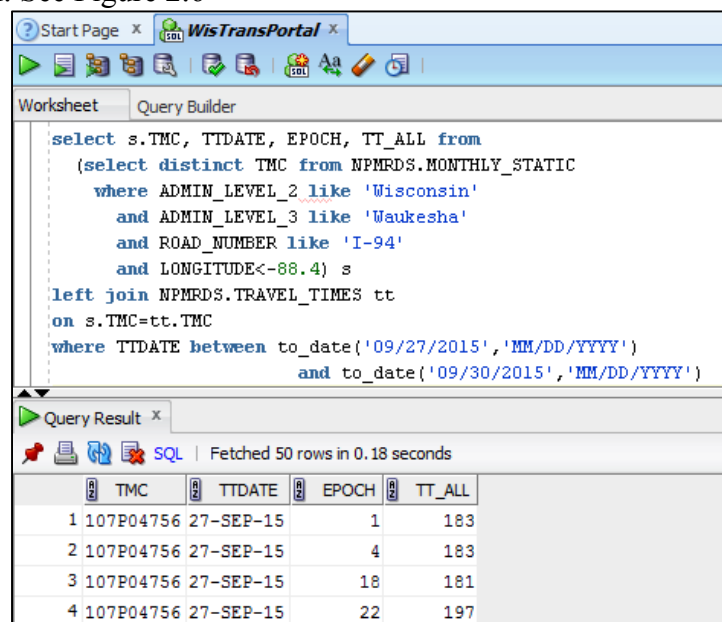 See Figure 2.6
Start Page x WisTransPortal x
Worksheet Query Builder
select s.TMC, TTDATE, EPOCH, TT_ALL from
(select distinct TMC from NPMRDS.MONTHLY_STATIC
where ADMIN_LEVEL_2 like 'Wisconsin'
and ADMIN_LEVEL_3 like 'Waukesha'
and ROAD_NUMBER like 'I-94'
and LONGITUDE<-88.4) s
left join NPMRDS.TRAVEL_TIMES tt
on s.TMC=tt.TMC
where TTDATE between to_date('09/27/2015','MM/DD/YYYY')
and to_date('09/30/2015','MM/DD/YYYY')
Query Result x
SQL | Fetched 50 rows in 0.18 seconds
TMC TTDATE EPOCH TT_ALL
1 107P04756 27-SEP-15 1 183
2 107P04756 27-SEP-15 4 183
3 107P04756 27-SEP-15 18 181
4 107P04756 27-SEP-15 22 197